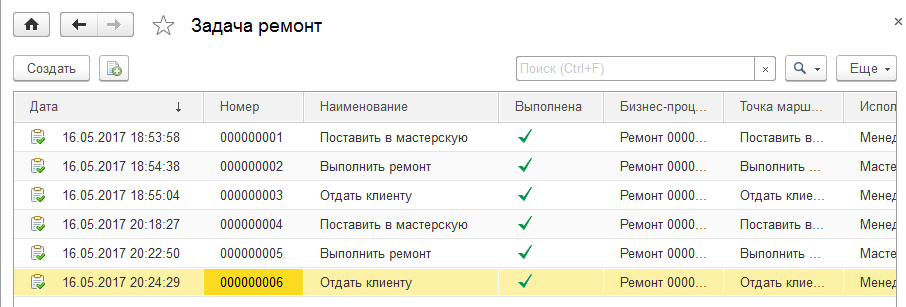 Задача ремонт
Создать Поиск (Ctrl+F) × Еще
Дата ↓ Номер Наименование Выполнена Бизнес-проц... Точка марш... Испол
16.05.2017 18:53:58 000000001 Поставить в мастерскую Ремонт 0000... Поставить в... Менед
16.05.2017 18:54:38 000000002 Выполнить ремонт Ремонт 0000... Выполнить ... Масте
16.05.2017 18:55:04 000000003 Отдать клиенту Ремонт 0000... Отдать клие... Менед
16.05.2017 20:18:27 000000004 Поставить в мастерскую Ремонт 0000... Поставить в... Менед
16.05.2017 20:22:50 000000005 Выполнить ремонт Ремонт 0000... Выполнить ... Масте
16.05.2017 20:24:29 000000006 Отдать клиенту Ремонт 0000... Отдать клие... Менед